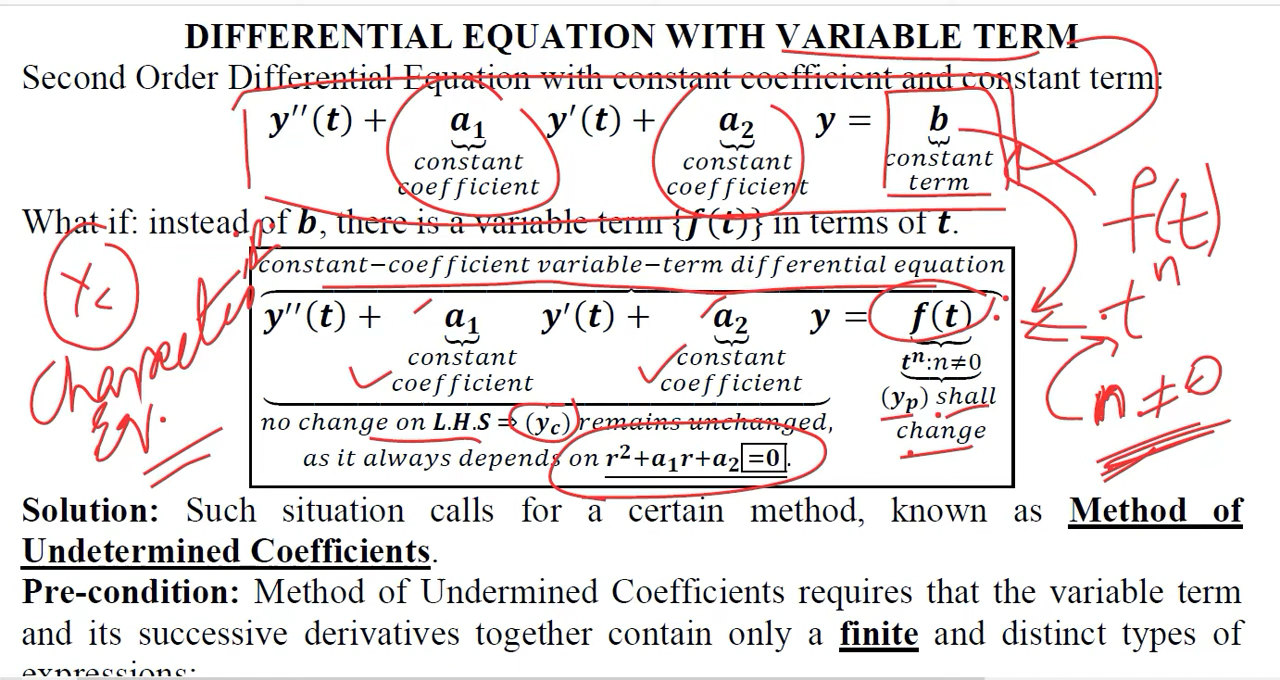 DIFFERENTIAL EQUATION WITH VARIABLE TERM
Second Order Differential Equation with constant coefficient and constant term:
y′′(t) + a₁ y′(t) + a₂ y = b
constant constant constant
coefficient coefficient term
f(t)
What if: instead of b, there is a variable term {f(t)} in terms of t.
constant−coefficient variable−term differential equation
y′′(t) + a₁ y′(t) + a₂ y = f(t)
tⁿ
constant constant tⁿ:n≠0
coefficient coefficient (yₚ) shall
n ≠ 0
no change on L.H.S ⇒ (y꜀) remains unchanged, change
as it always depends on r²+a₁r+a₂=0.
Y꜀
Eq.
Solution: Such situation calls for a certain method, known as Method of
Undetermined Coefficients.
Pre-condition: Method of Undermined Coefficients requires that the variable term
and its successive derivatives together contain only a finite and distinct types of
expressions: